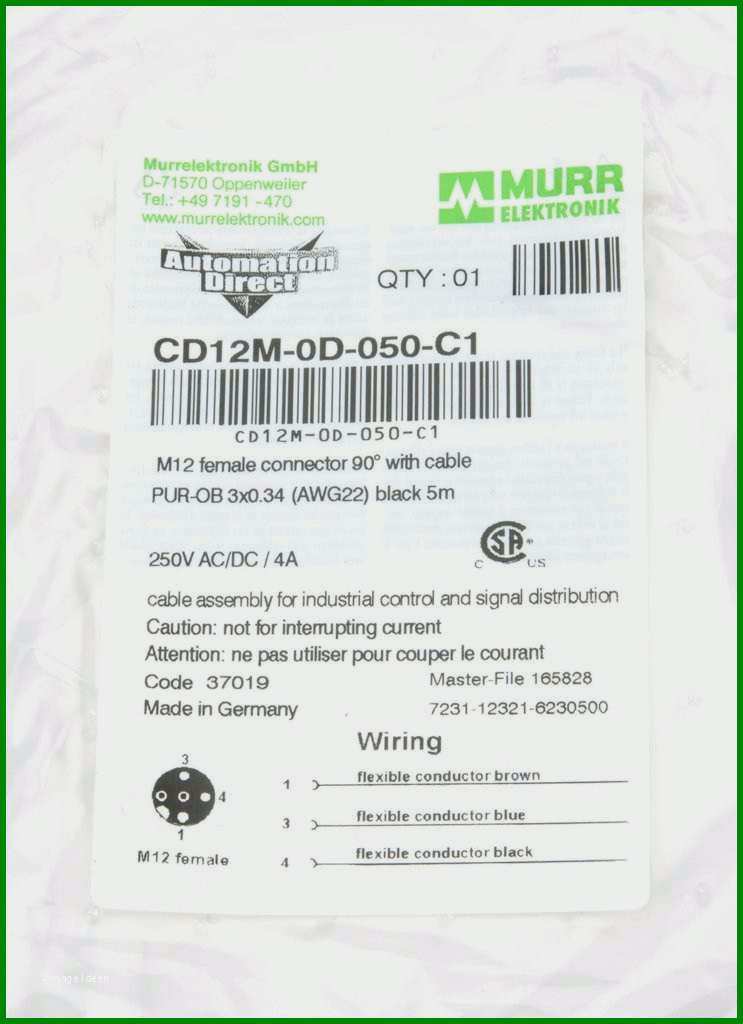 Murrelektronik GmbH
D-71570 Oppenweiler
Tel.: +49 7191 -470
www.murrelektronik.com
MURR
ELEKTRONIK
Automation
Direct
QTY : 01
CD12M-0D-050-C1
CD12M-0D-050-C1
M12 female connector 90° with cable
PUR-OB 3x0.34 (AWG22) black 5m
250V AC/DC / 4A
C SA US
cable assembly for industrial control and signal distribution
Caution: not for interrupting current
Attention: ne pas utiliser pour couper le courant
Code 37019
Master-File 165828
Made in Germany
7231-12321-6230500
Wiring
3
4
1
M12 female
1 flexible conductor brown
3 flexible conductor blue
4 flexible conductor black